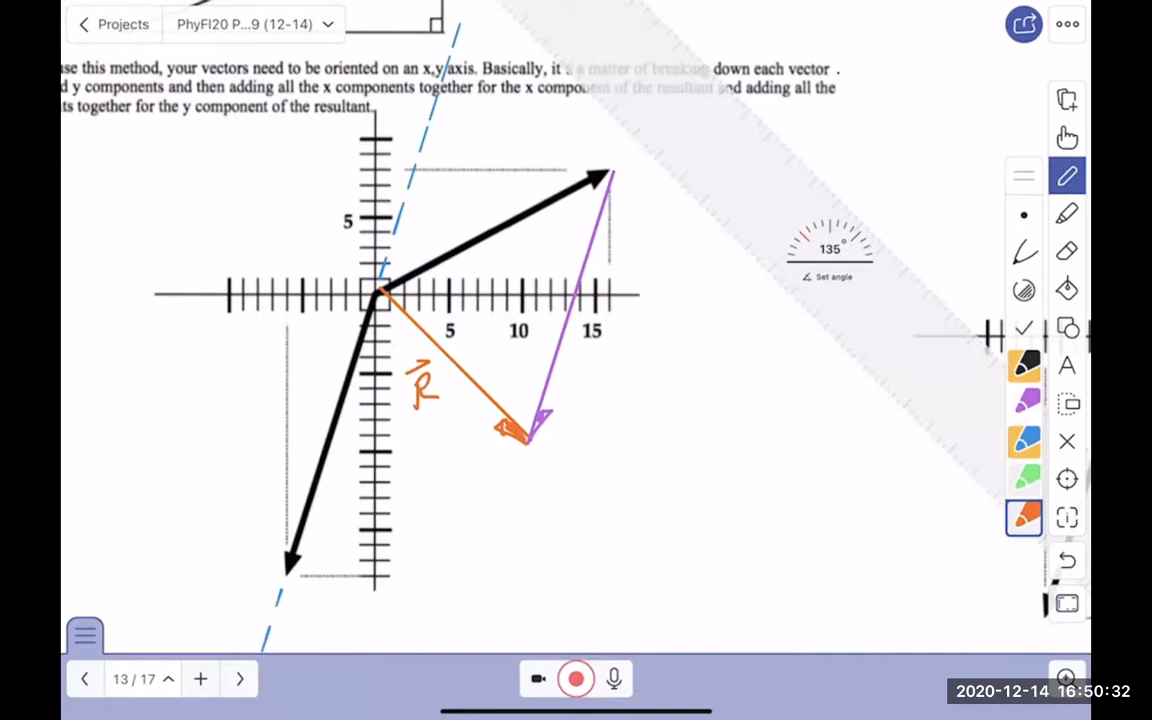 Projects
PhyFl20 P...9 (12-14)
use this method, your vectors need to be oriented on an x,y axis. Basically, it's a matter of breaking down each vector .
d y components and then adding all the x components together for the x component of the resultant and adding all the
ts together for the y component of the resultant.
5
5
10
15
R
135°
Set angle
A
13 / 17
2020-12-14 16:50:32